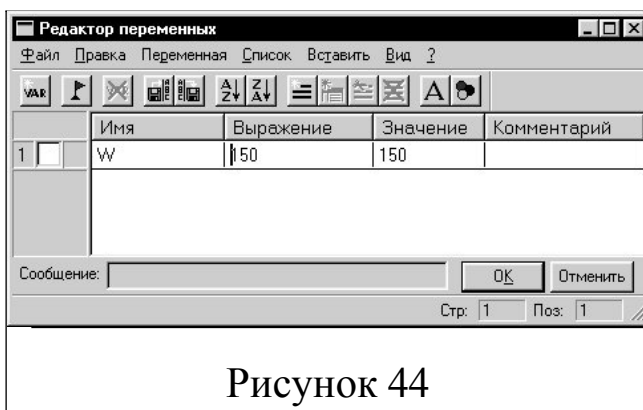 Редактор переменных
Файл Правка Переменная Список Вставить Вид ?
VAR A Z Z A A
Имя Выражение Значение Комментарий
1 W 150 150
Сообщение: OK Отменить
Стр: 1 Поз: 1
Рисунок 44